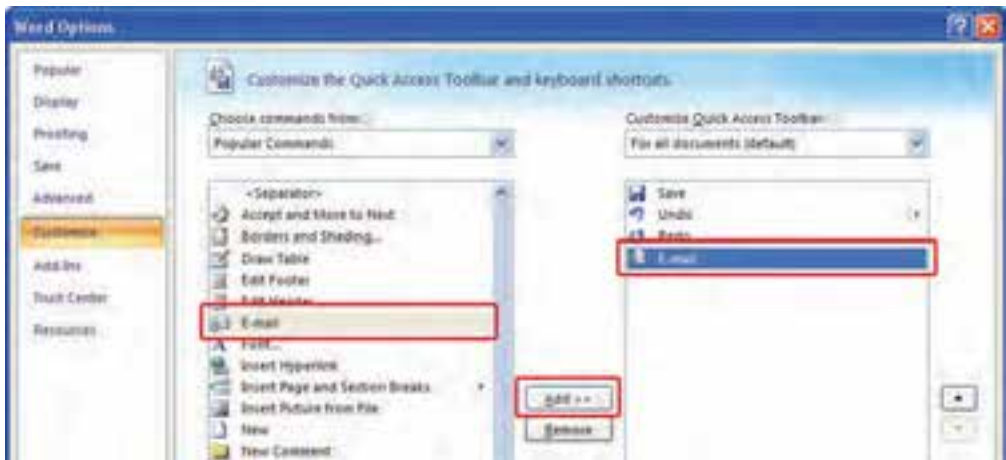 Word Options
Popular
Display
Proofing
Save
Advanced
Customize
Add-Ins
Trust Center
Resources
Customize the Quick Access Toolbar and keyboard shortcuts.
Choose commands from:
Popular Commands
<Separator>
Accept and Move to Next
Borders and Shading...
Draw Table
Edit Footer
Edit Header
E-mail
Font...
Insert Hyperlink
Insert Page and Section Breaks
Insert Picture from File
New
New Comment
Add >>
Remove
Customize Quick Access Toolbar:
For all documents (default)
Save
Undo
Redo
E-mail